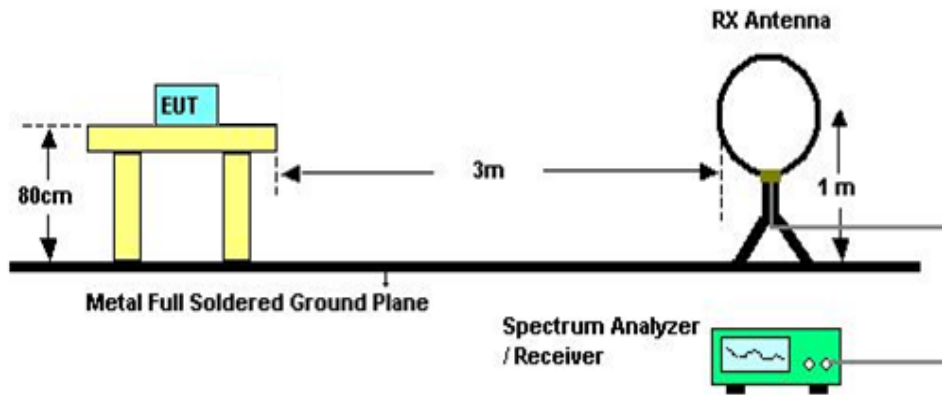 RX Antenna
EUT
80cm
3m
1 m
Metal Full Soldered Ground Plane
Spectrum Analyzer
/ Receiver